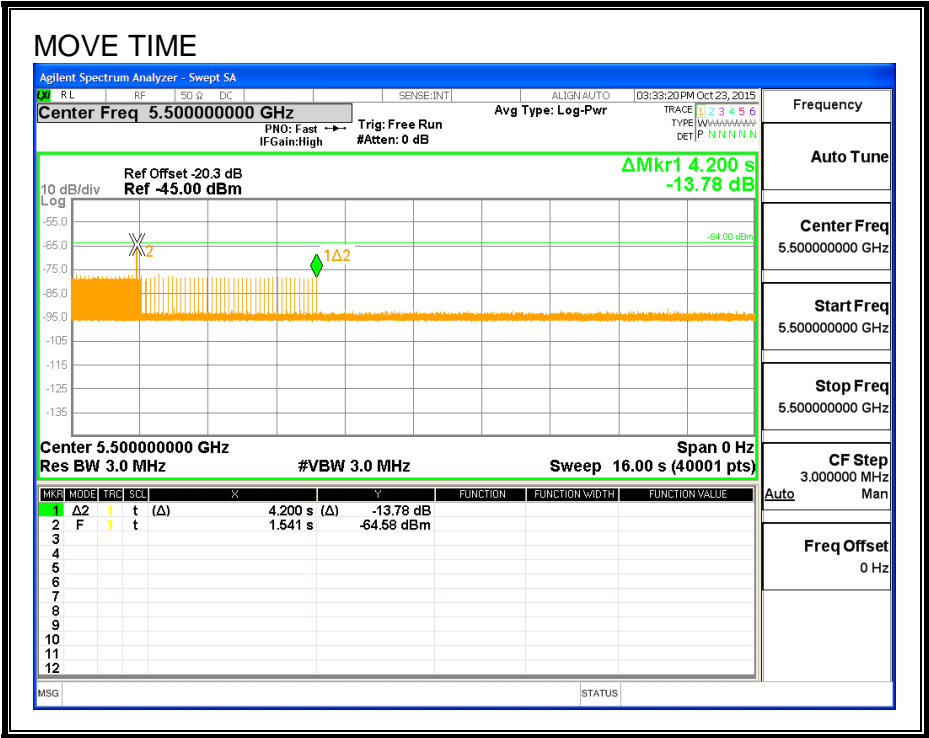 MOVE TIME
Agilent Spectrum Analyzer - Swept SA
LXI RL RF 50 Ω DC SENSE:INT ALIGN AUTO 03:33:20 PM Oct 23, 2015
Center Freq 5.500000000 GHz
PNO: Fast
IFGain:High
Trig: Free Run
#Atten: 0 dB
Avg Type: Log-Pwr
TRACE 1 2 3 4 5 6
TYPE W
DET P N N N N N
ΔMkr1 4.200 s
-13.78 dB
Ref Offset -20.3 dB
10 dB/div Ref -45.00 dBm
Log
-55.0
-65.0
-75.0
-85.0
-95.0
-105
-115
-125
-135
-64.00 dBm
2
1Δ2
Center 5.500000000 GHz Span 0 Hz
Res BW 3.0 MHz #VBW 3.0 MHz Sweep 16.00 s (40001 pts)
MKR MODE TRC SCL X Y FUNCTION FUNCTION WIDTH FUNCTION VALUE
1 Δ2 1 t (Δ) 4.200 s (Δ) -13.78 dB
2 F 1 t 1.541 s -64.58 dBm
3
4
5
6
7
8
9
10
11
12
MSG STATUS
Frequency
Auto Tune
Center Freq
5.500000000 GHz
Start Freq
5.500000000 GHz
Stop Freq
5.500000000 GHz
CF Step
3.000000 MHz
Auto Man
Freq Offset
0 Hz